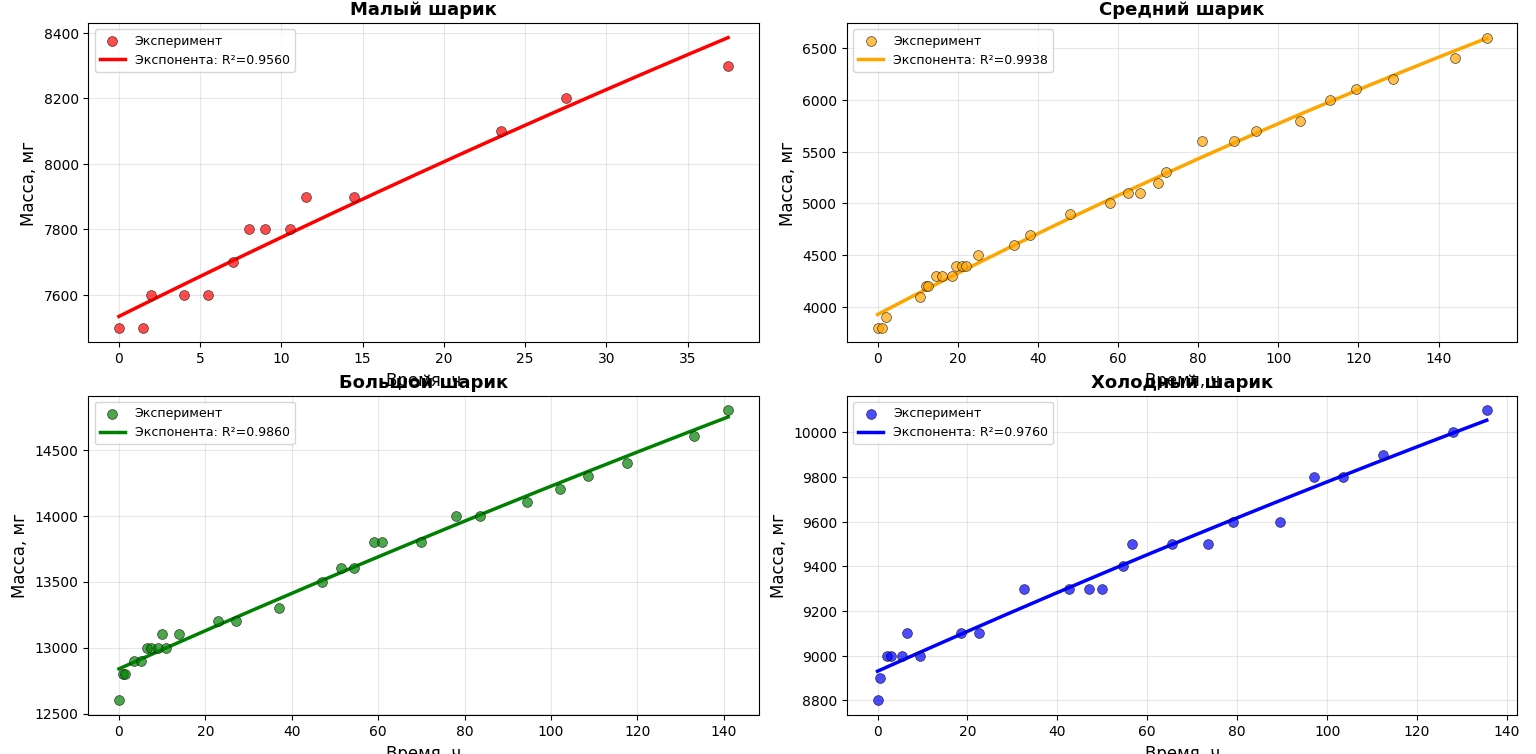 Малый шарик
Эксперимент
Экспонента: R²=0.9560
Масса, мг
8400
8200
8000
7800
7600
0 5 10 15 20 25 30 35
Время, ч
Средний шарик
Эксперимент
Экспонента: R²=0.9938
Масса, мг
6500
6000
5500
5000
4500
4000
0 20 40 60 80 100 120 140
Время, ч
Большой шарик
Эксперимент
Экспонента: R²=0.9860
Масса, мг
14500
14000
13500
13000
12500
0 20 40 60 80 100 120 140
Время, ч
Холодный шарик
Эксперимент
Экспонента: R²=0.9760
Масса, мг
10000
9800
9600
9400
9200
9000
8800
0 20 40 60 80 100 120 140
Время, ч